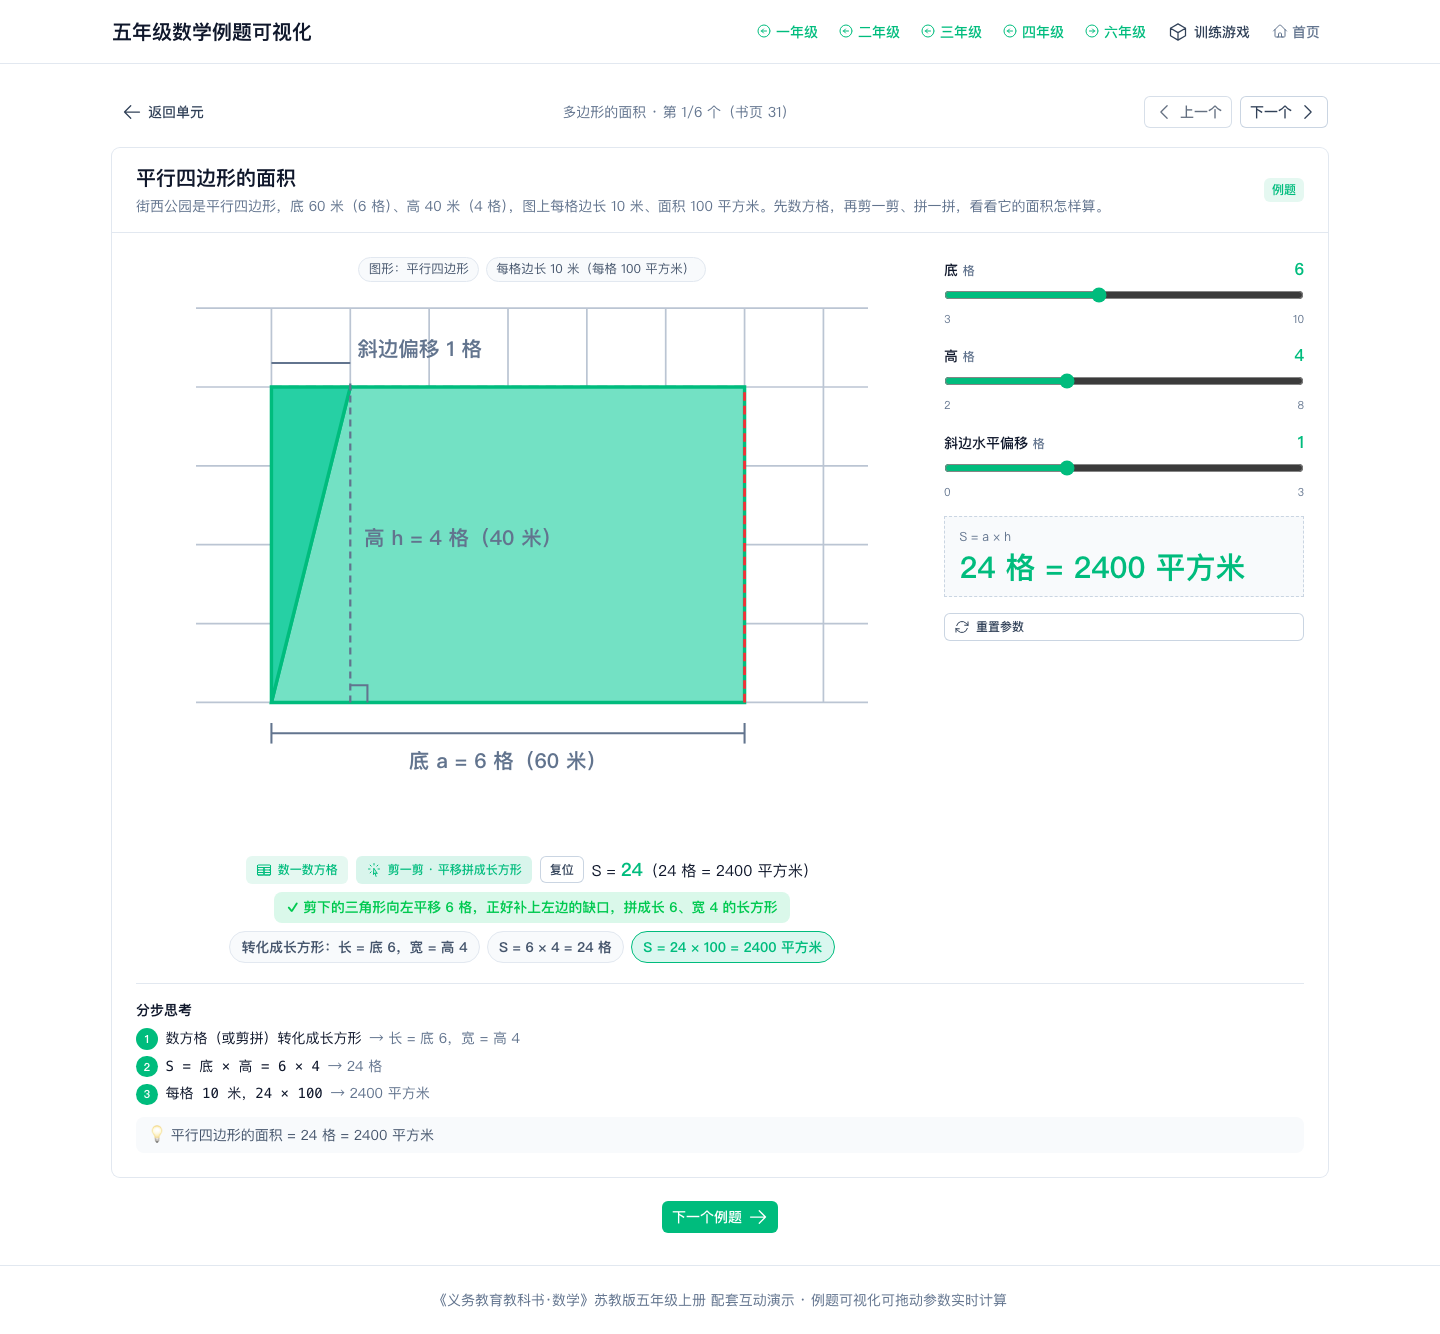 五年级数学例题可视化
一年级 二年级 三年级 四年级 六年级 训练游戏 首页
返回单元 多边形的面积 · 第 1/6 个（书页 31） 上一个 下一个
平行四边形的面积
例题
街西公园是平行四边形，底 60 米（6 格）、高 40 米（4 格），图上每格边长 10 米、面积 100 平方米。先数方格，再剪一剪、拼一拼，看看它的面积怎样算。
图形：平行四边形 每格边长 10 米（每格 100 平方米）
斜边偏移 1 格
高 h = 4 格（40 米）
底 a = 6 格（60 米）
底 格 6
3 10
高 格 4
2 8
斜边水平偏移 格 1
0 3
S = a × h
24 格 = 2400 平方米
重置参数
数一数方格 剪一剪 · 平移拼成长方形 复位 S = 24（24 格 = 2400 平方米）
✓ 剪下的三角形向左平移 6 格，正好补上左边的缺口，拼成长 6、宽 4 的长方形
转化成长方形：长 = 底 6，宽 = 高 4 S = 6 × 4 = 24 格 S = 24 × 100 = 2400 平方米
分步思考
1 数方格（或剪拼）转化成长方形 → 长 = 底 6，宽 = 高 4
2 S = 底 × 高 = 6 × 4 → 24 格
3 每格 10 米，24 × 100 → 2400 平方米
💡 平行四边形的面积 = 24 格 = 2400 平方米
下一个例题 →
《义务教育教科书·数学》苏教版五年级上册 配套互动演示 · 例题可视化可拖动参数实时计算